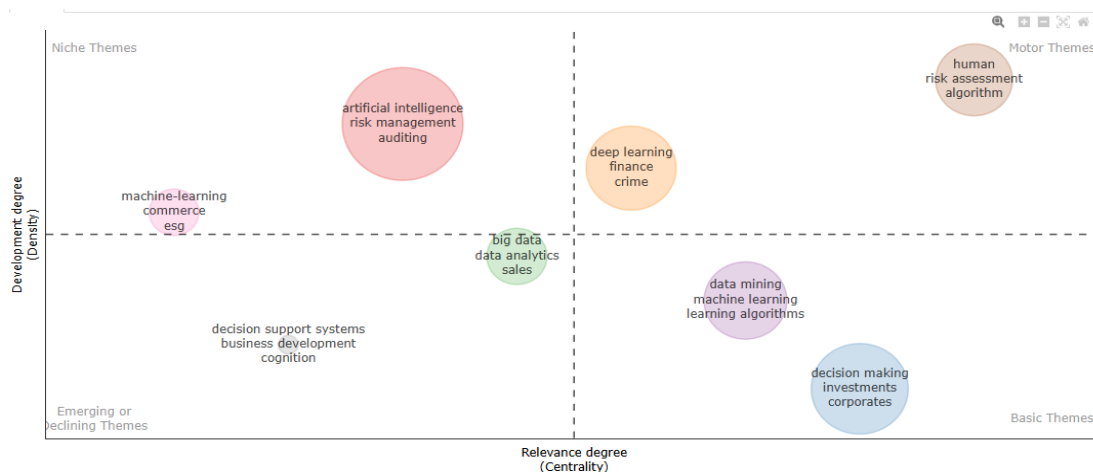 Niche Themes
Motor Themes
human
risk assessment
algorithm
artificial intelligence
risk management
auditing
deep learning
finance
crime
machine-learning
commerce
esg
big data
data analytics
sales
data mining
machine learning
learning algorithms
decision support systems
business development
cognition
decision making
investments
corporates
Emerging or
Declining Themes
Basic Themes
Development degree
(Density)
Relevance degree
(Centrality)